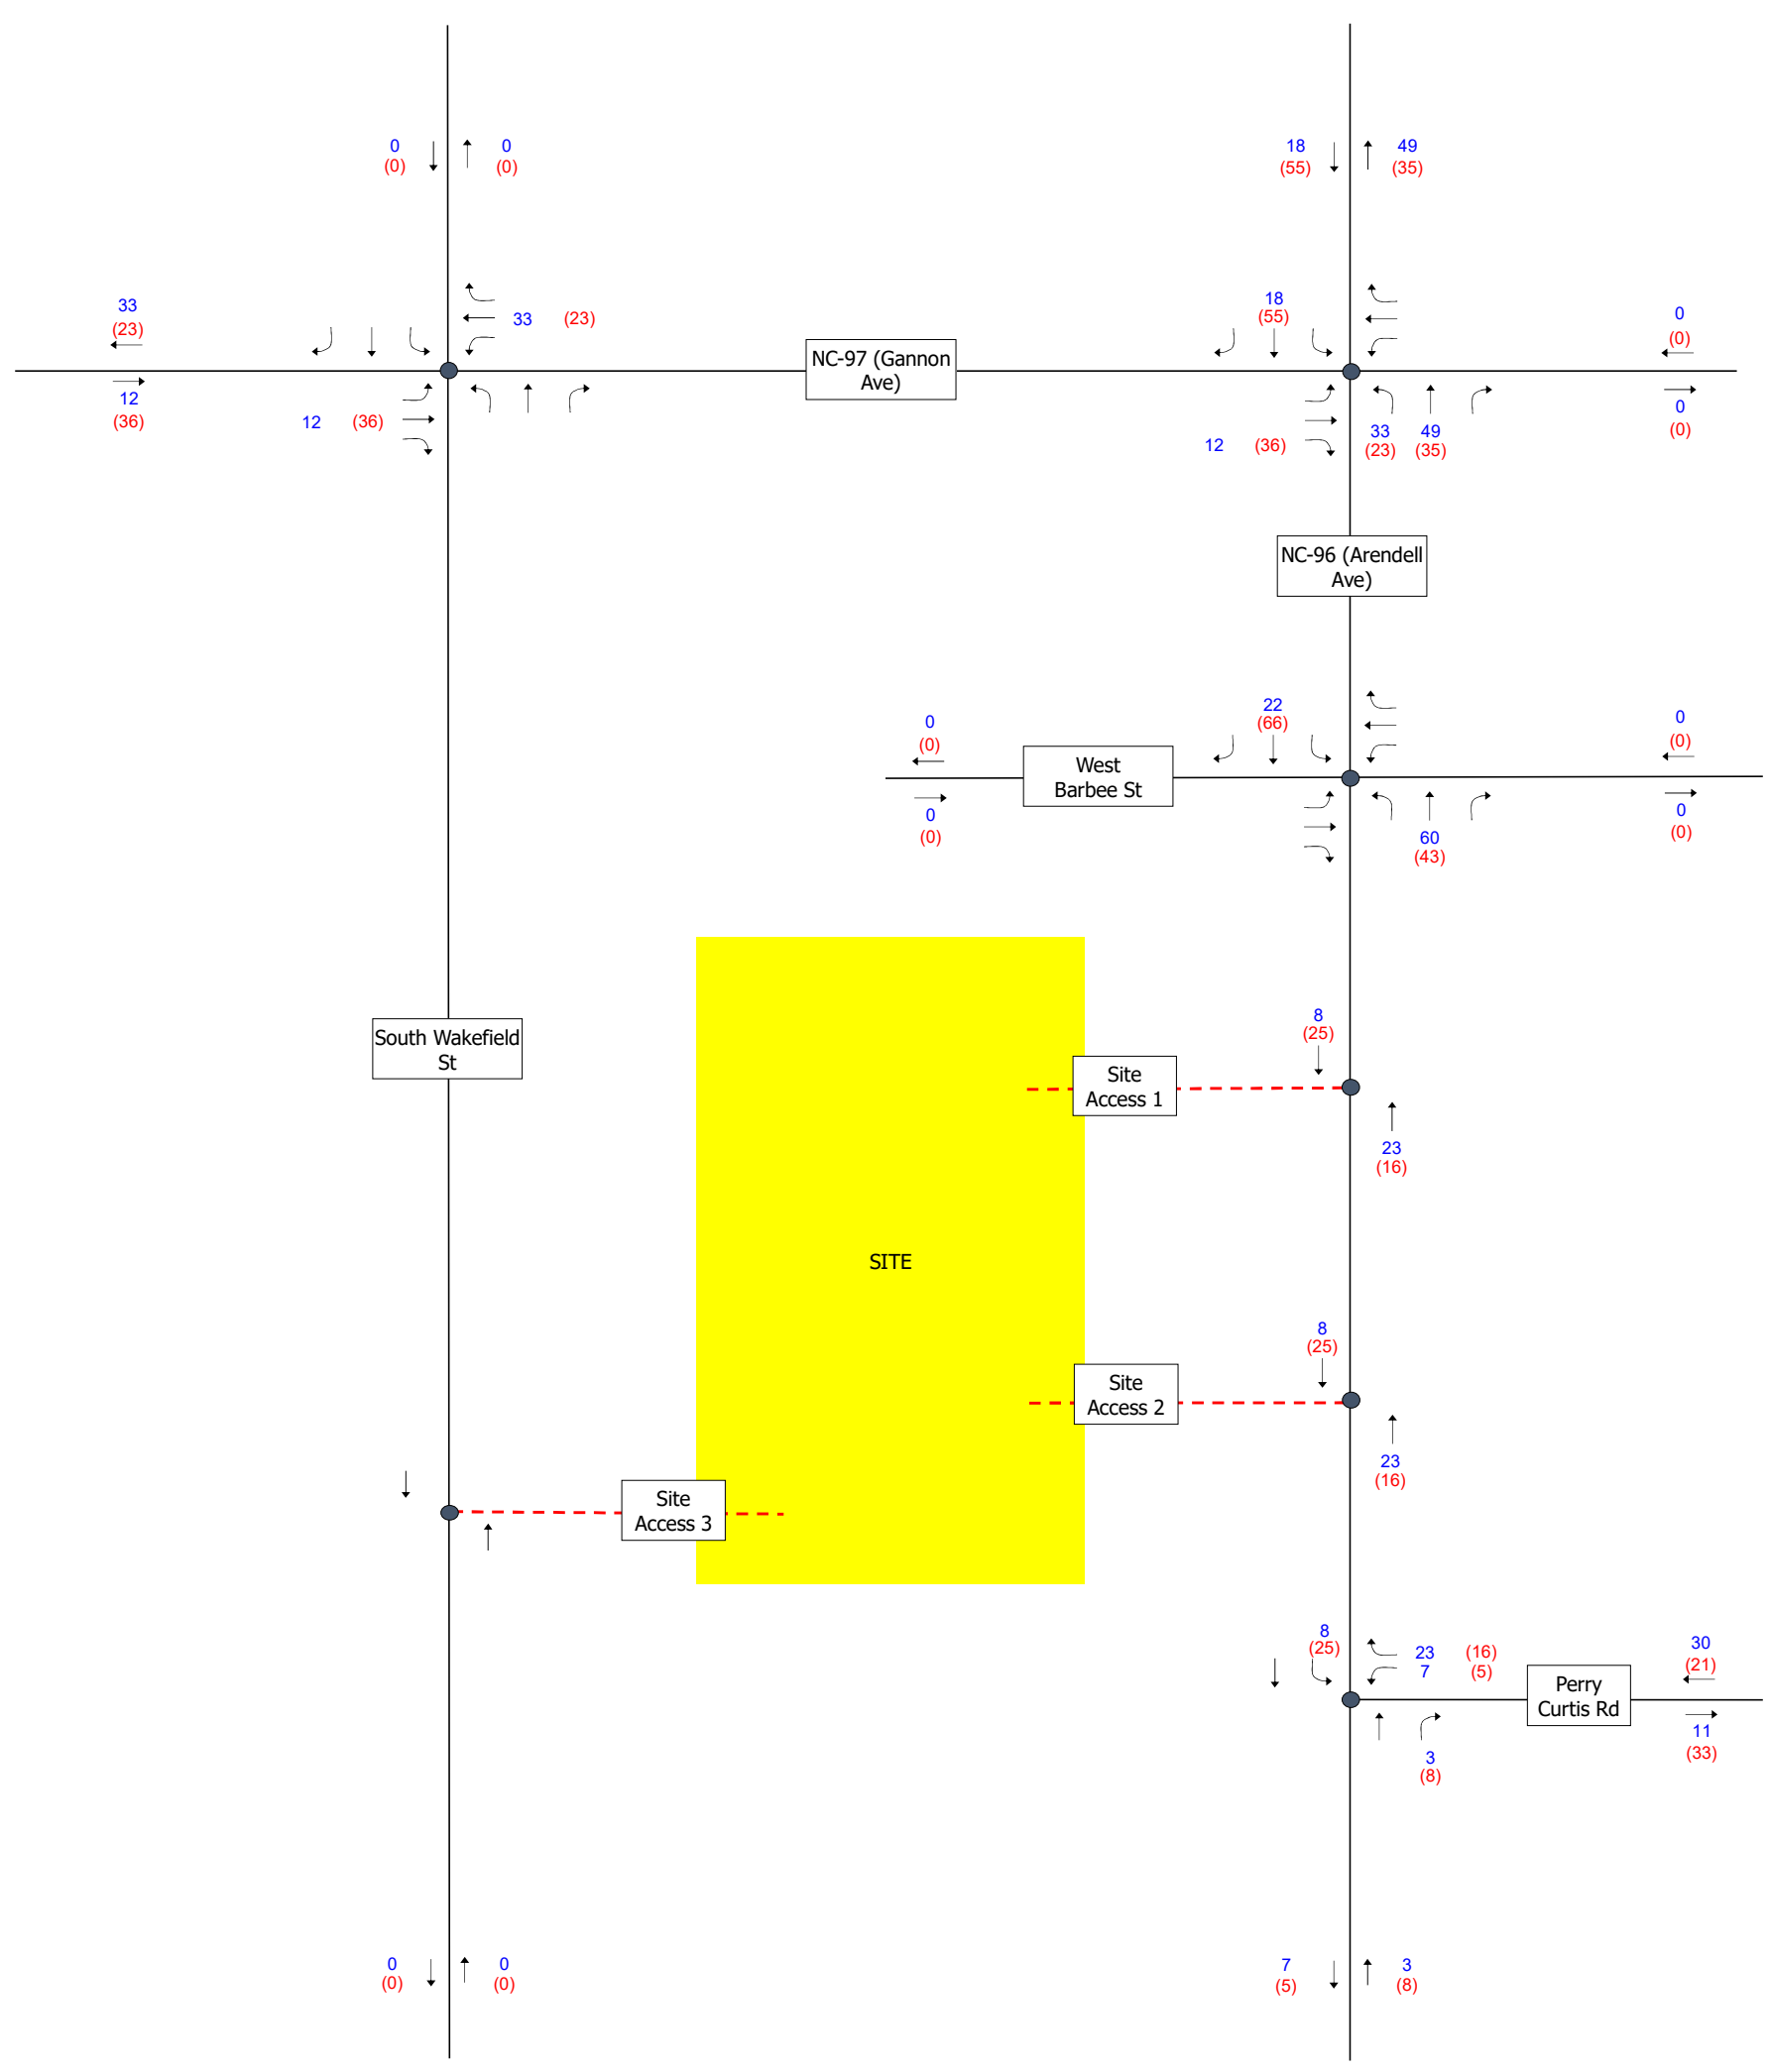 0 0 18 49
(0) (0) (55) (35)
33
(23)
33 (23)
18
(55)
0
(0)
NC-97 (Gannon
Ave)
12
(36)
12 (36)
12 (36)
33 49
(23) (35)
0
(0)
NC-96 (Arendell
Ave)
22
(66)
0
(0)
0
(0)
West
Barbee St
0
(0)
60
(43)
0
(0)
8
(25)
South Wakefield
St
Site
Access 1
23
(16)
SITE
8
(25)
Site
Access 2
23
(16)
Site
Access 3
8
(25)
23 (16)
7 (5)
30
(21)
Perry
Curtis Rd
3
(8)
11
(33)
0 0 7 3
(0) (0) (5) (8)